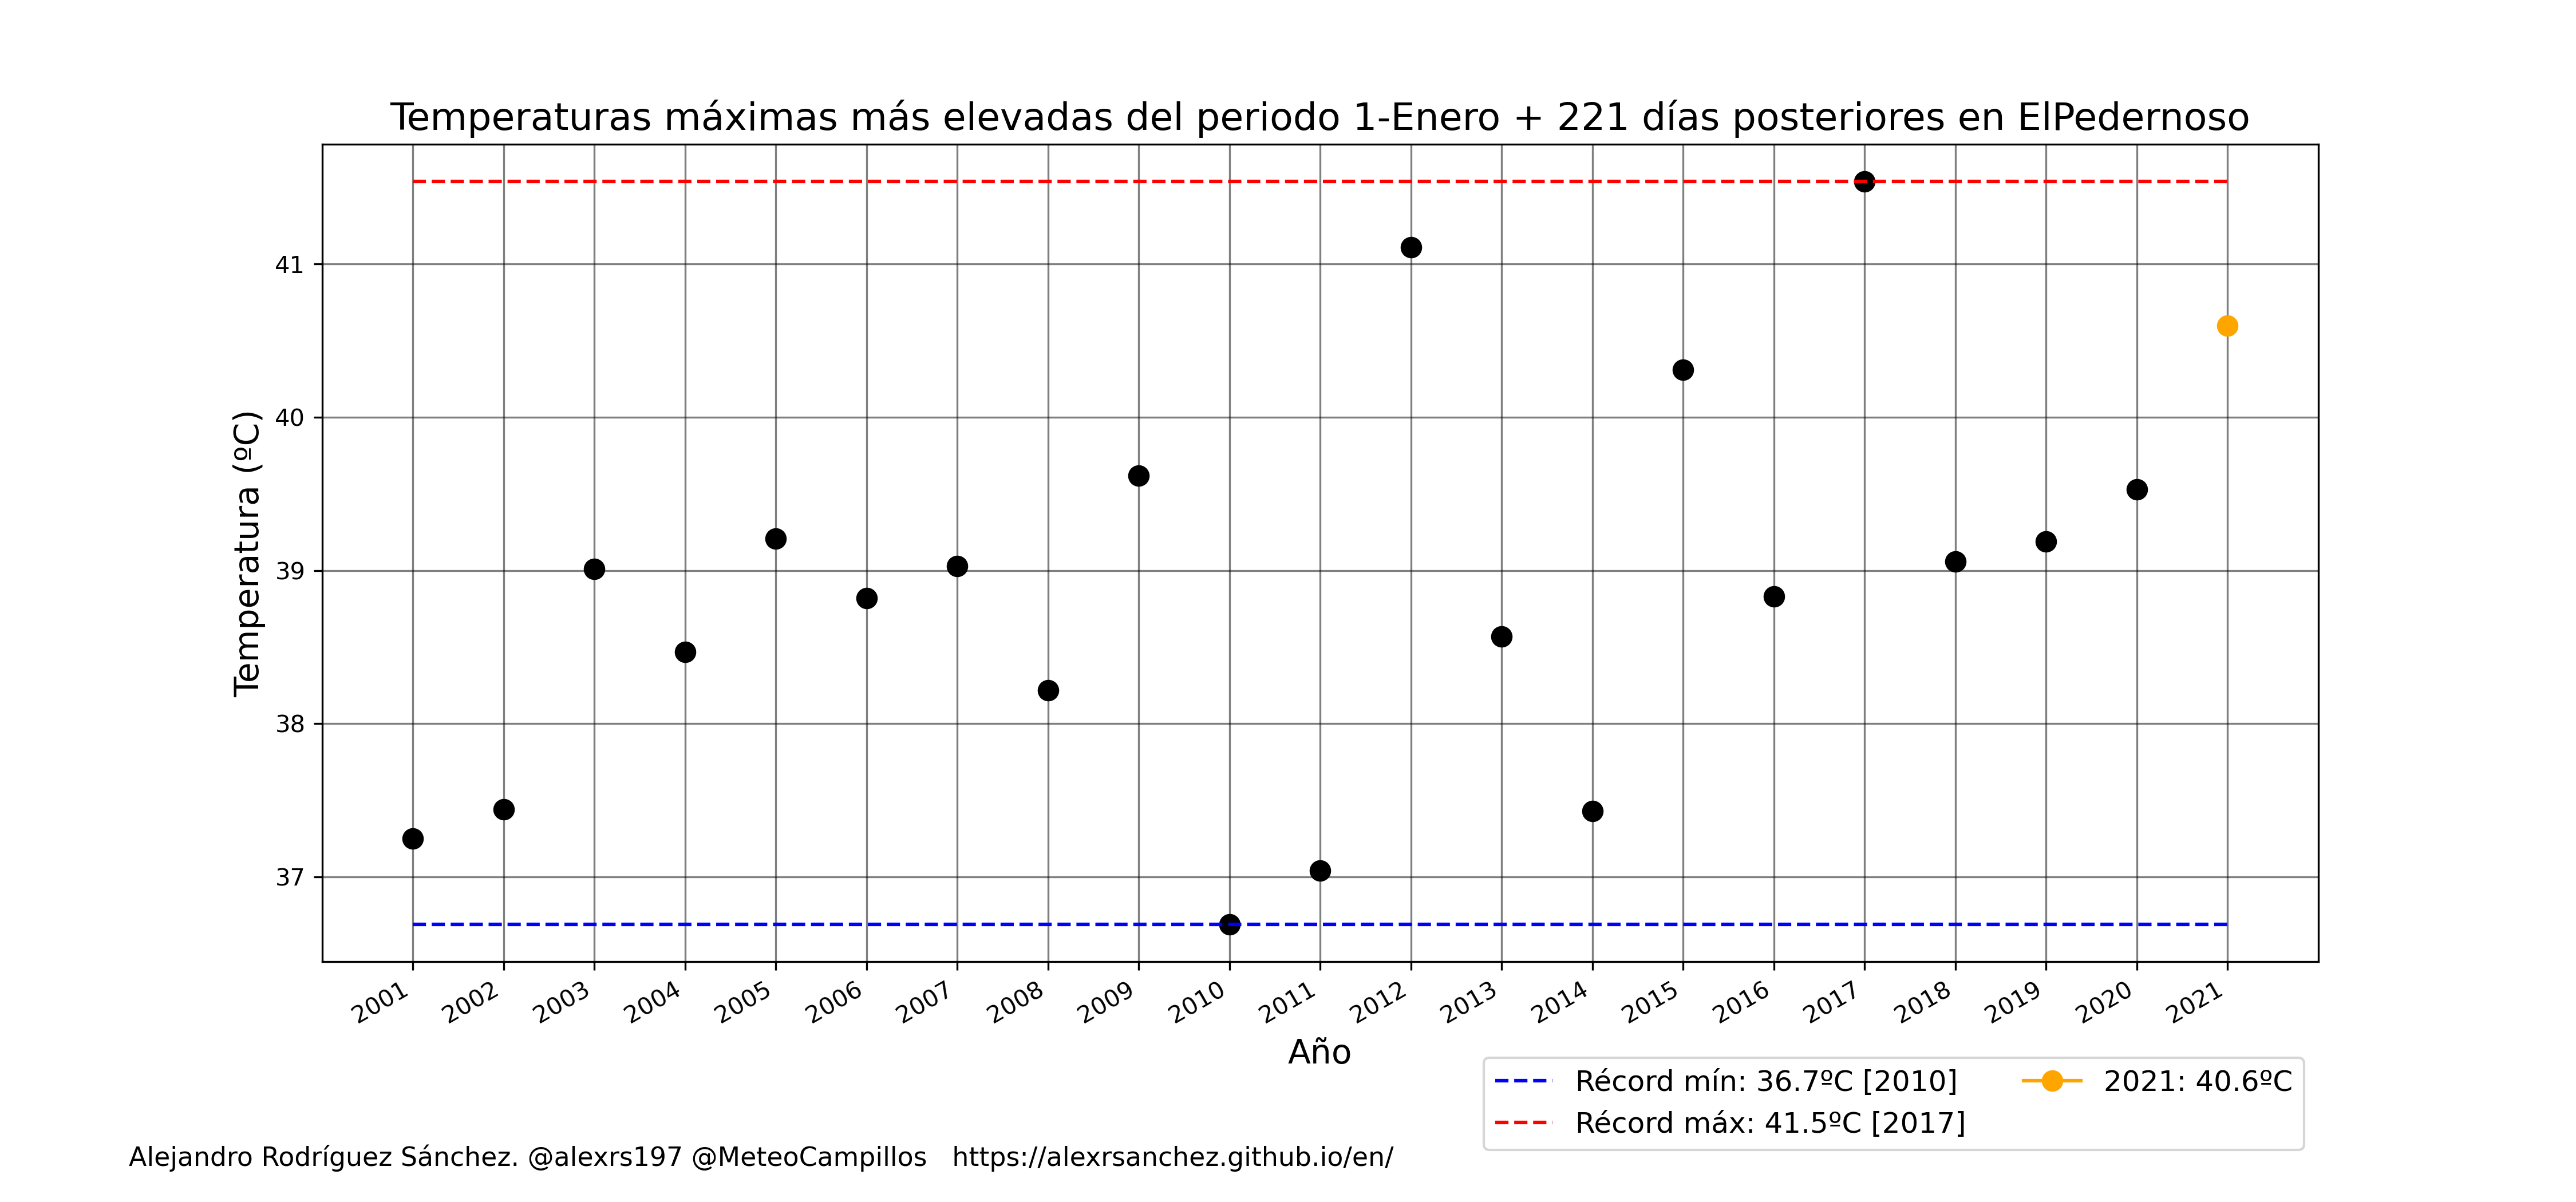 Temperaturas máximas más elevadas del periodo 1-Enero + 221 días posteriores en ElPedernoso
Temperatura (ºC)
41
40
39
38
37
2001 2002 2003 2004 2005 2006 2007 2008 2009 2010 2011 2012 2013 2014 2015 2016 2017 2018 2019 2020 2021
Año
Récord mín: 36.7ºC [2010]
Récord máx: 41.5ºC [2017]
2021: 40.6ºC
Alejandro Rodríguez Sánchez. @alexrs197 @MeteoCampillos https://alexrsanchez.github.io/en/